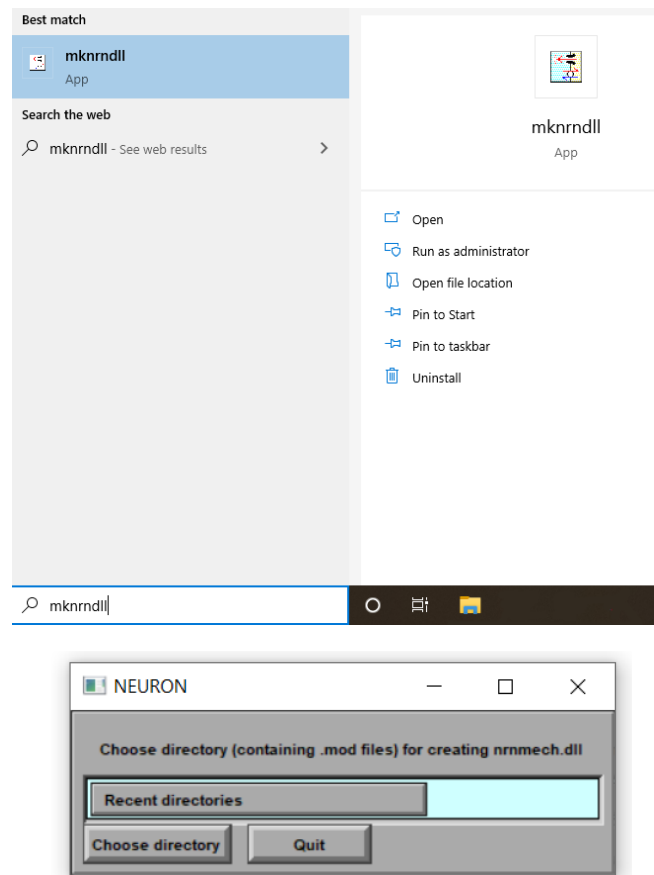 Best match
mknrndll
App
Search the web
mknrndll - See web results
mknrndll
App
Open
Run as administrator
Open file location
Pin to Start
Pin to taskbar
Uninstall
mknrndll
NEURON
Choose directory (containing .mod files) for creating nrnmech.dll
Recent directories
Choose directory Quit